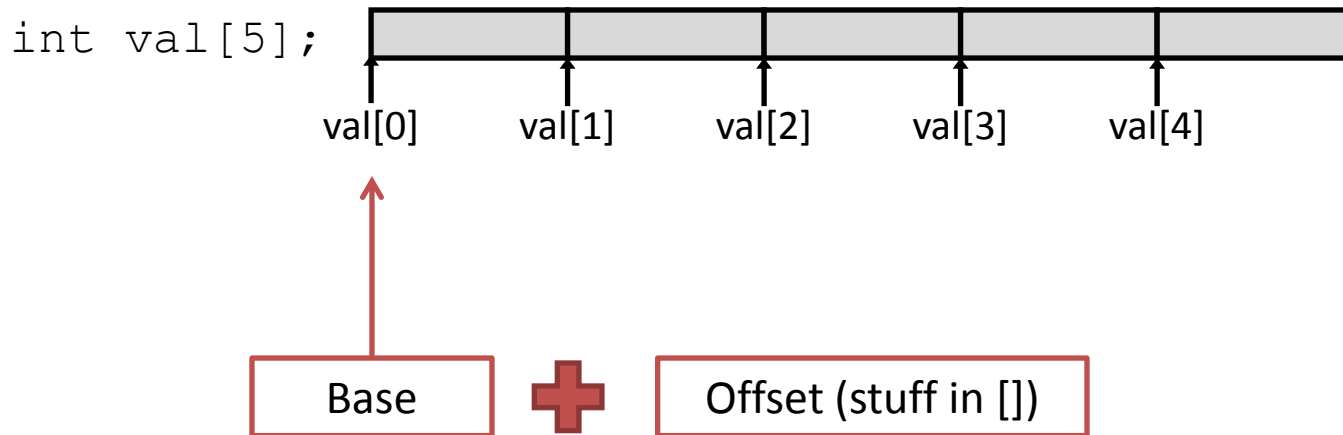 int val[5];
val[0] val[1] val[2] val[3] val[4]
Base Offset (stuff in [])